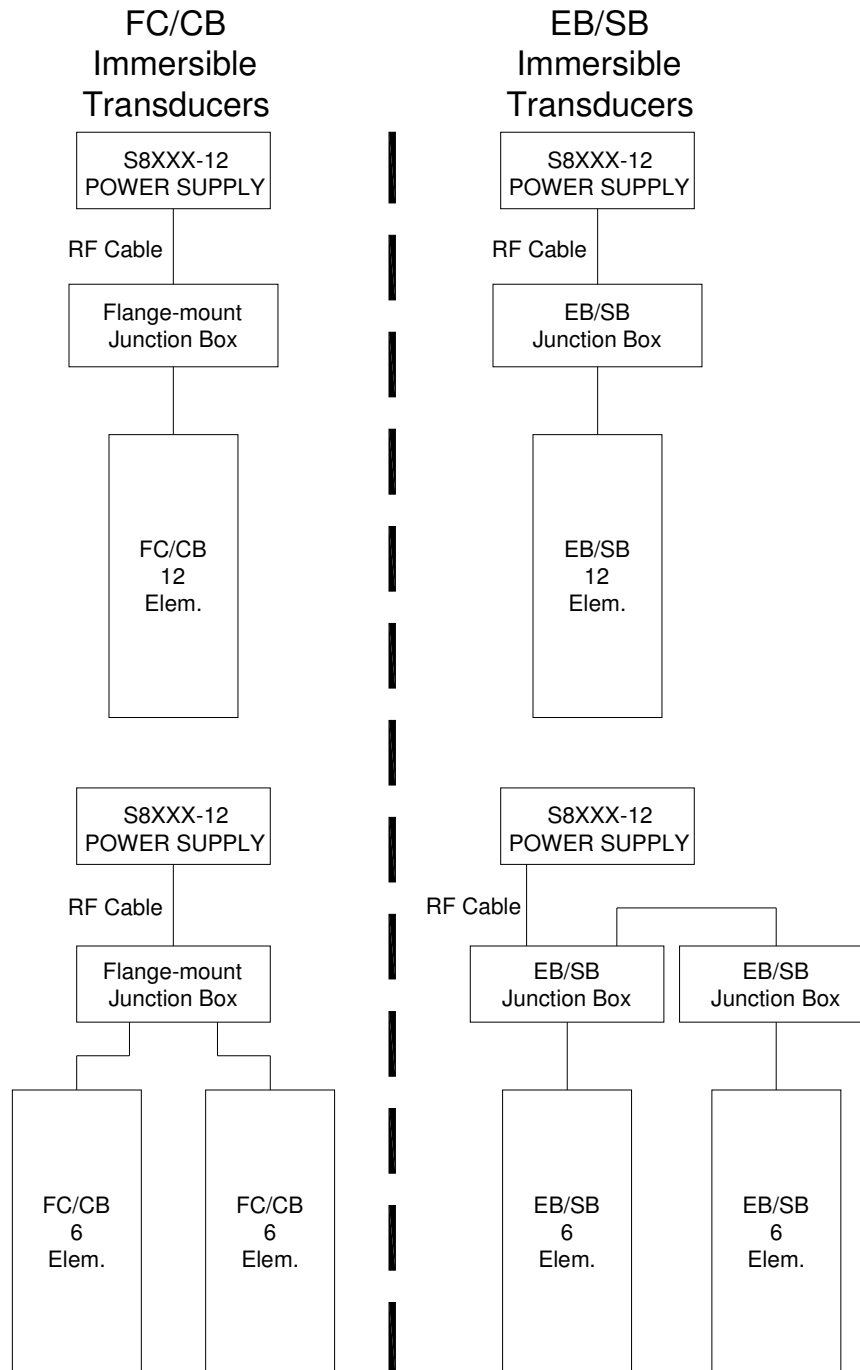 FC/CB
Immersible
Transducers
S8XXX-12
POWER SUPPLY
RF Cable
Flange-mount
Junction Box
FC/CB
12
Elem.
S8XXX-12
POWER SUPPLY
RF Cable
Flange-mount
Junction Box
FC/CB
6
Elem.
FC/CB
6
Elem.
EB/SB
Immersible
Transducers
S8XXX-12
POWER SUPPLY
RF Cable
EB/SB
Junction Box
EB/SB
12
Elem.
S8XXX-12
POWER SUPPLY
RF Cable
EB/SB
Junction Box
EB/SB
Junction Box
EB/SB
6
Elem.
EB/SB
6
Elem.